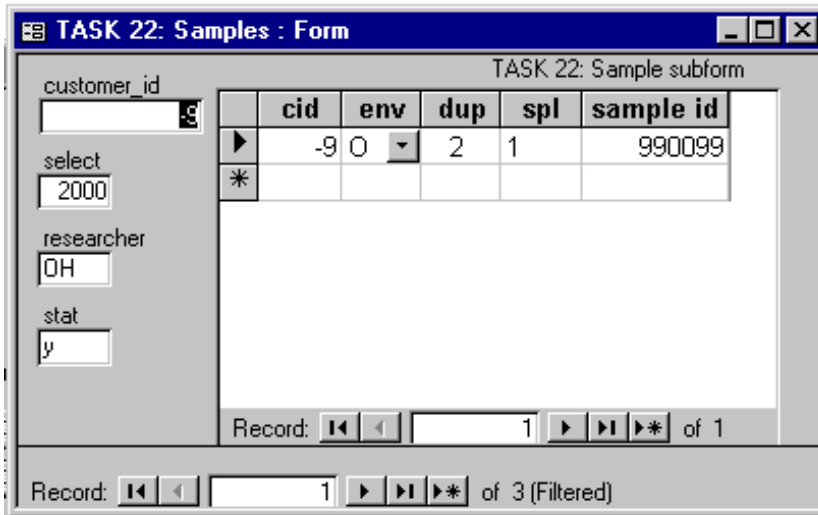 TASK 22: Samples : Form
TASK 22: Sample subform
customer_id
-9
select
2000
researcher
OH
stat
y
cid env dup spl sample id
-9 O 2 1 990099
Record: 1 of 1
Record: 1 of 3 (Filtered)